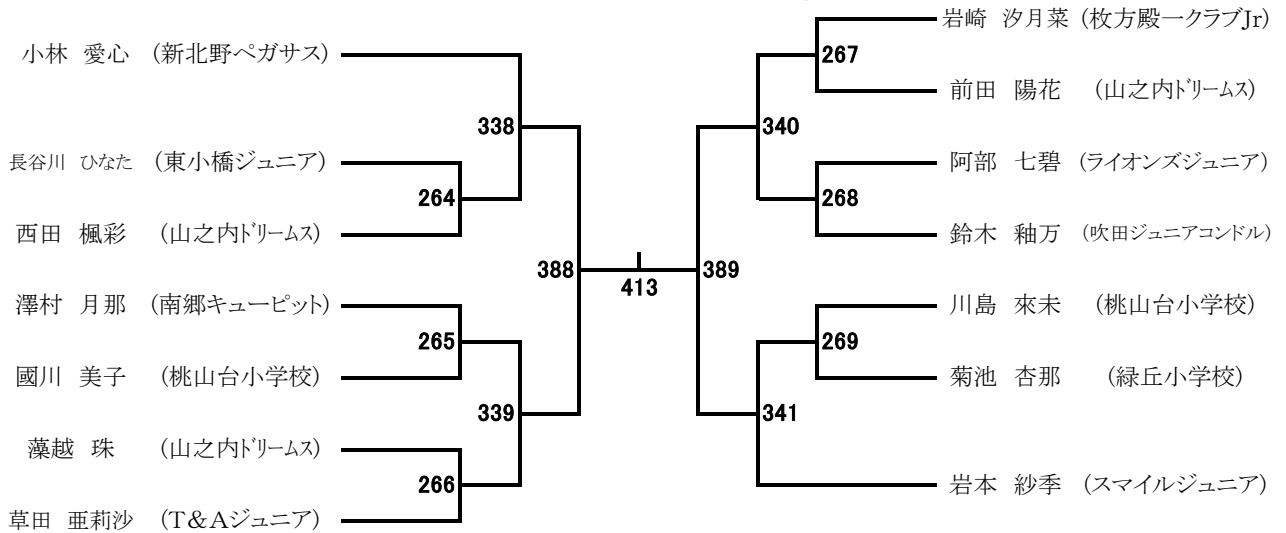 小林 愛心 (新北野ペガサス)
338
長谷川 ひなた (東小橋ジュニア)
264
西田 楓彩 (山之内ドリームス)
388
澤村 月那 (南郷キューピット)
265
國川 美子 (桃山台小学校)
339
藻越 珠 (山之内ドリームス)
266
草田 亜莉沙 (T&Aジュニア)
413
岩崎 汐月菜 (枚方殿一クラブJr)
267
前田 陽花 (山之内ドリームス)
340
阿部 七碧 (ライオンズジュニア)
268
鈴木 釉万 (吹田ジュニアコンドル)
389
川島 來未 (桃山台小学校)
269
菊池 杏那 (緑丘小学校)
341
岩本 紗季 (スマイルジュニア)